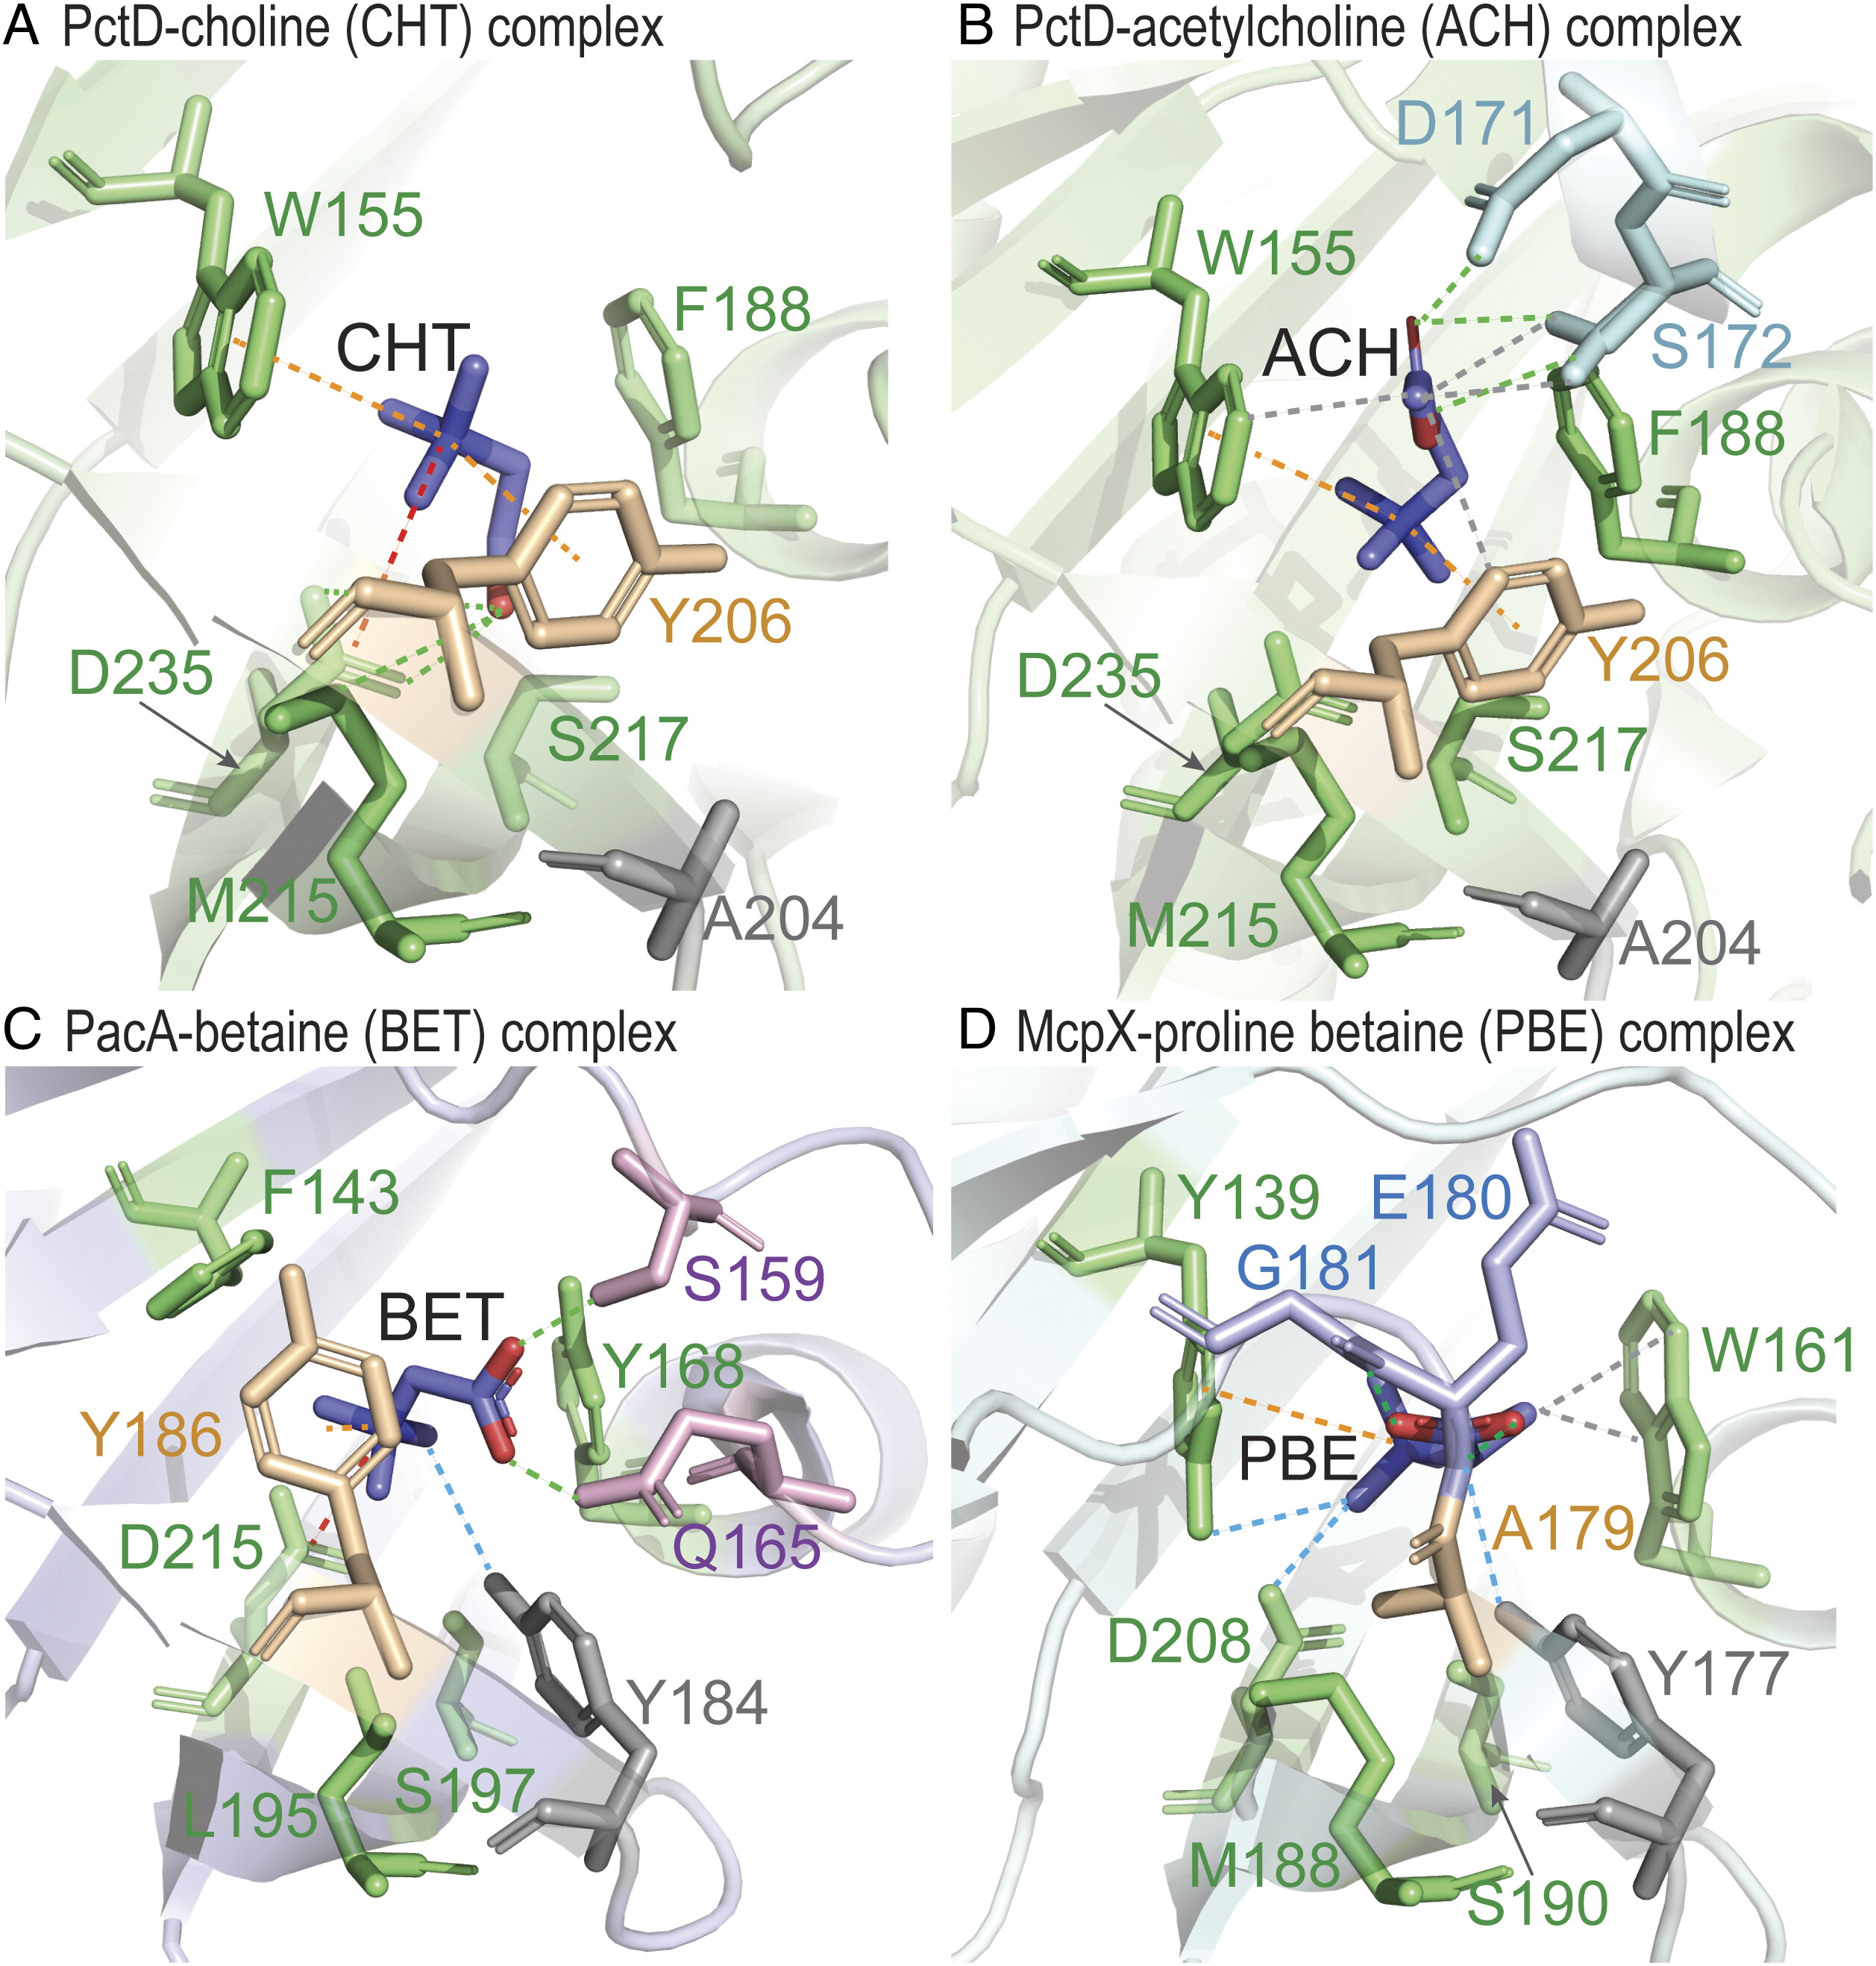 A PctD-choline (CHT) complex
W155
CHT
F188
Y206
D235
S217
M215
A204
B PctD-acetylcholine (ACH) complex
D171
W155
ACH
S172
F188
Y206
D235
S217
M215
A204
C PacA-betaine (BET) complex
F143
S159
BET
Y168
Y186
D215
Q165
Y184
S197
L195
D McpX-proline betaine (PBE) complex
Y139
E180
G181
W161
PBE
A179
D208
Y177
M188
S190